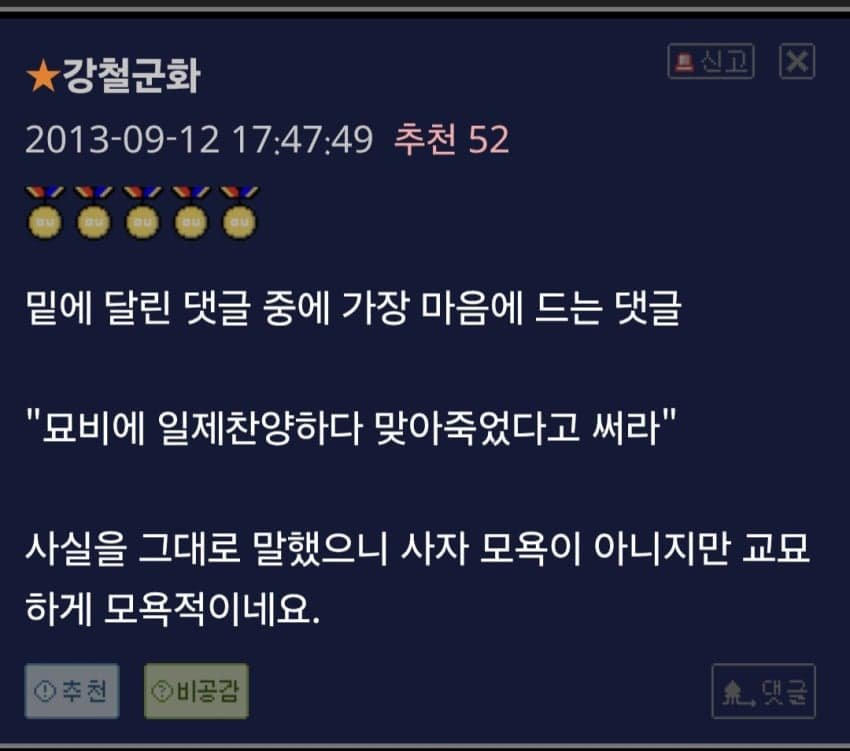 ★강철군화
신고
2013-09-12 17:47:49 추천 52
밑에 달린 댓글 중에 가장 마음에 드는 댓글
"묘비에 일제찬양하다 맞아죽었다고 써라"
사실을 그대로 말했으니 사자 모욕이 아니지만 교묘
하게 모욕적이네요.
추천 비공감 댓글